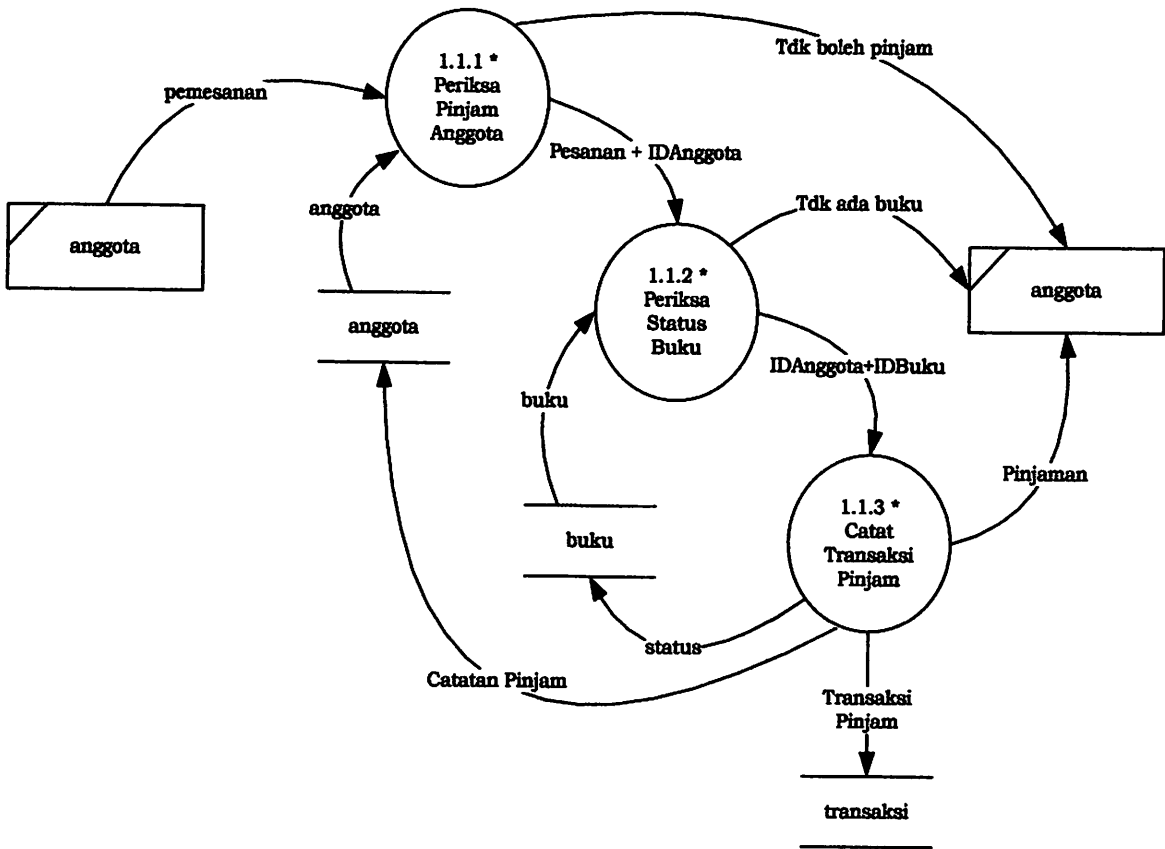 1.1.1 *
Periksa
Pinjam
Anggota
Tdk boleh pinjam
pemesanan
Pesanan + IDAnggota
anggota
Tdk ada buku
anggota
1.1.2 *
Periksa
Status
Buku
anggota
anggota
IDAnggota+IDBuku
buku
Pinjaman
1.1.3 *
Catat
Transaksi
Pinjam
buku
status
Catatan Pinjam
Transaksi
Pinjam
transaksi